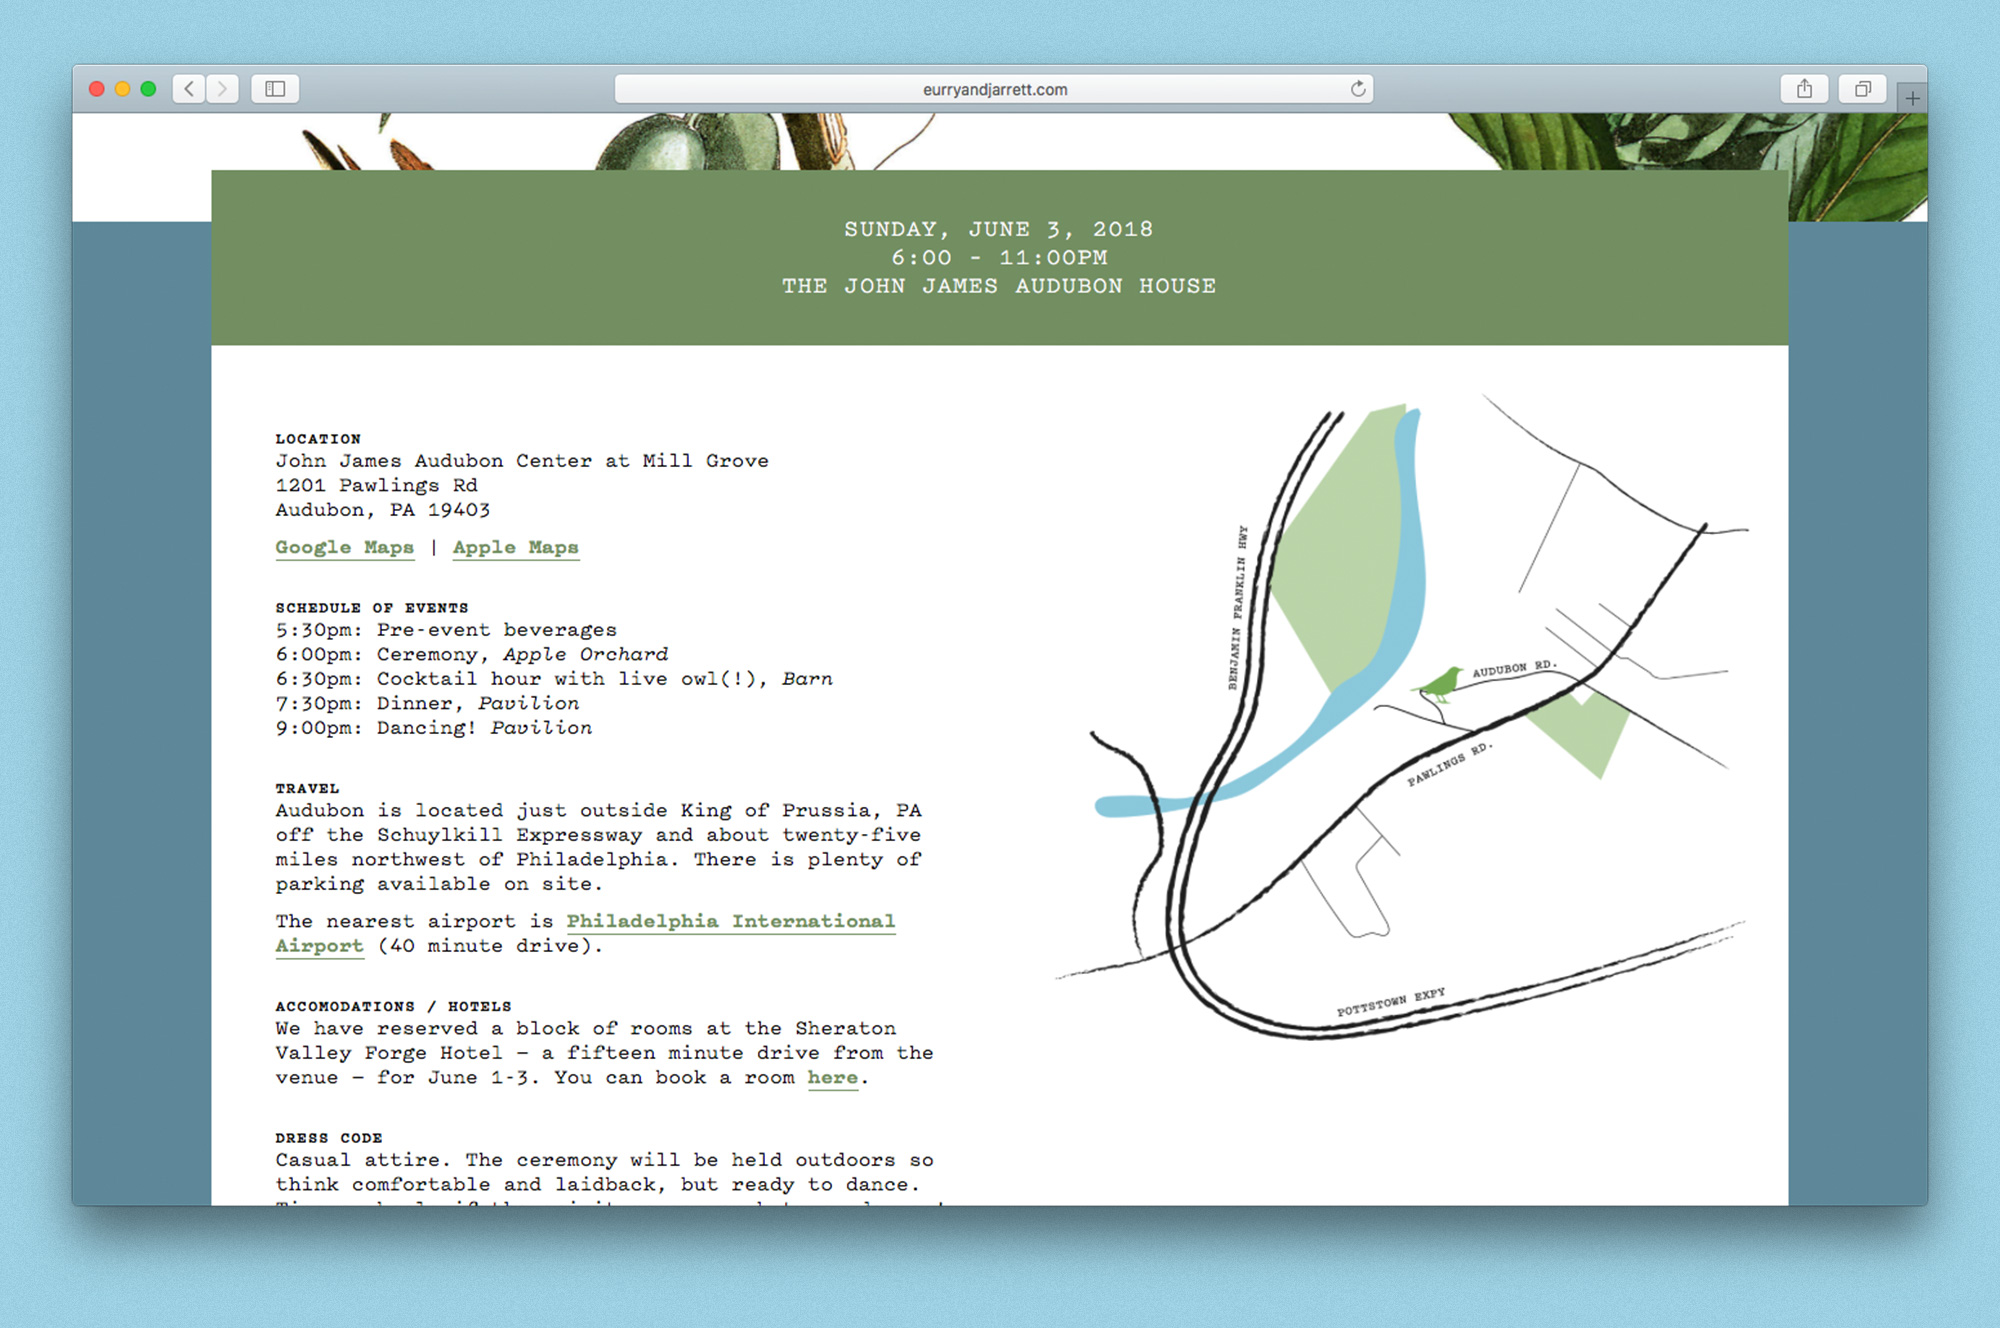 eurryandjarrett.com
SUNDAY, JUNE 3, 2018
6:00 - 11:00PM
THE JOHN JAMES AUDUBON HOUSE
LOCATION
John James Audubon Center at Mill Grove
1201 Pawlings Rd
Audubon, PA 19403
Google Maps | Apple Maps
SCHEDULE OF EVENTS
5:30pm: Pre-event beverages
6:00pm: Ceremony, Apple Orchard
6:30pm: Cocktail hour with live owl(!), Barn
7:30pm: Dinner, Pavilion
9:00pm: Dancing! Pavilion
TRAVEL
Audubon is located just outside King of Prussia, PA
off the Schuylkill Expressway and about twenty-five
miles northwest of Philadelphia. There is plenty of
parking available on site.
The nearest airport is Philadelphia International
Airport (40 minute drive).
ACCOMODATIONS / HOTELS
We have reserved a block of rooms at the Sheraton
Valley Forge Hotel – a fifteen minute drive from the
venue – for June 1-3. You can book a room here.
DRESS CODE
Casual attire. The ceremony will be held outdoors so
think comfortable and laidback, but ready to dance.
BENJAMIN FRANKLIN HWY
AUDUBON RD.
PAWLINGS RD.
POTTSTOWN EXPY